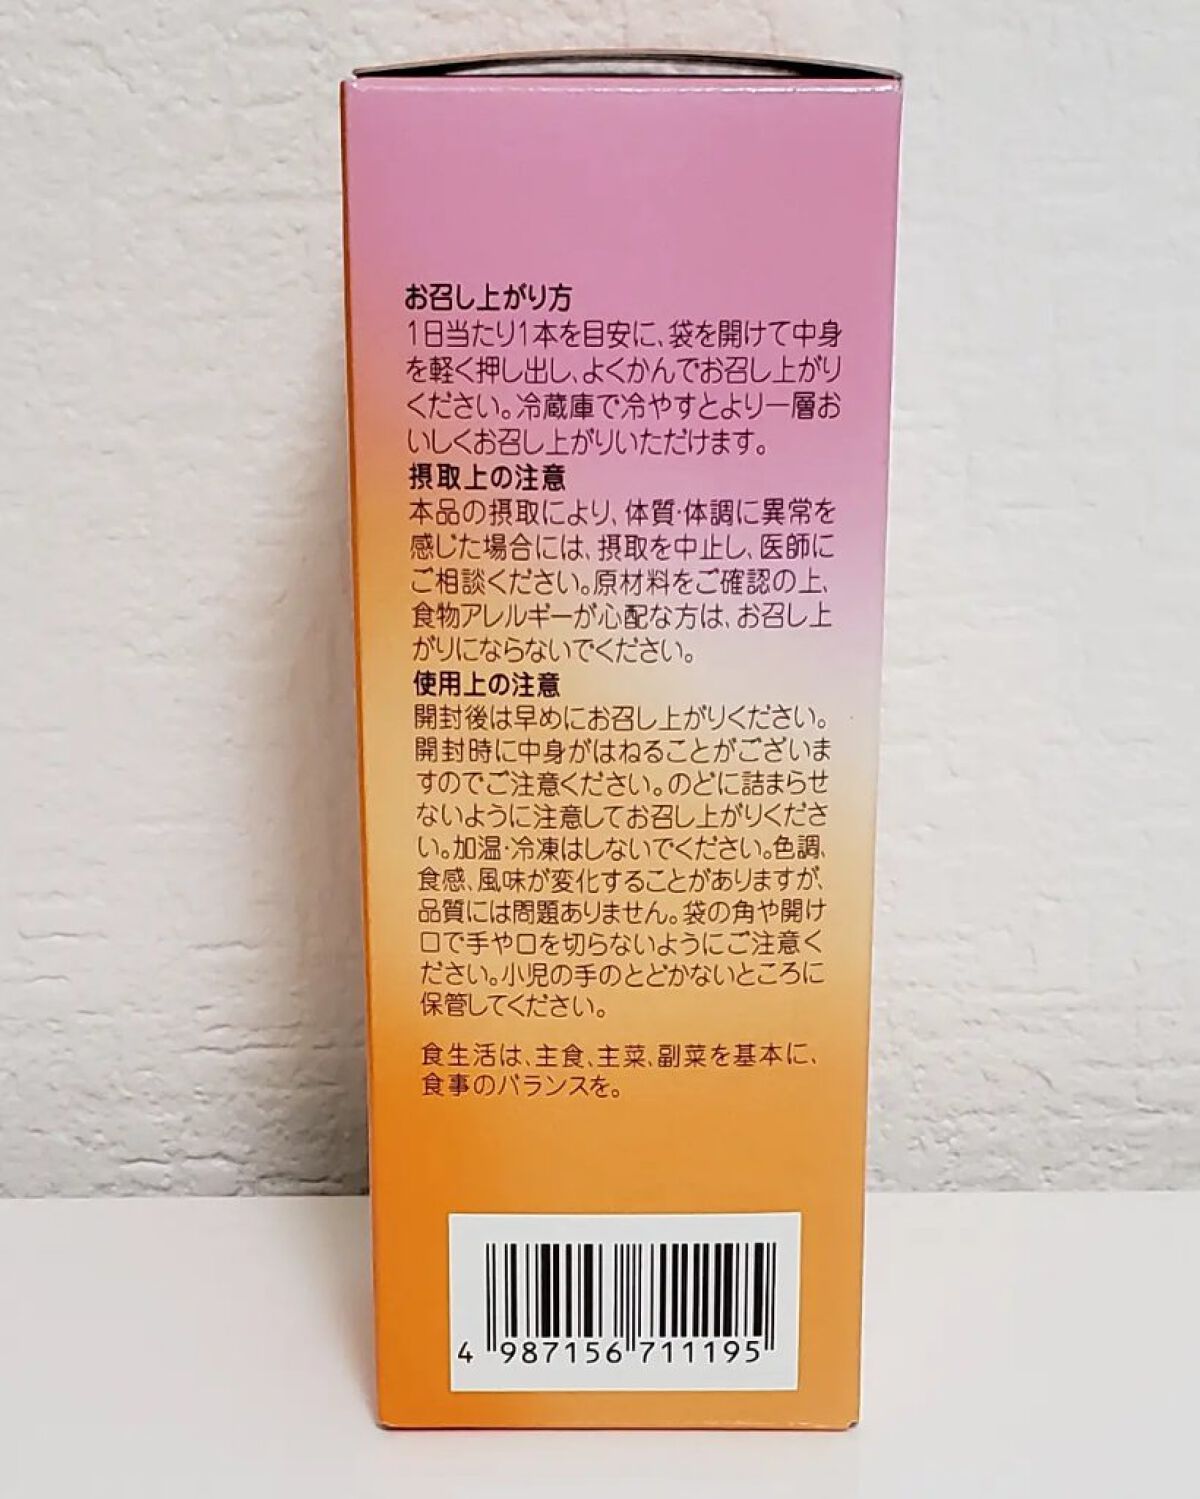 お召し上がり方
1日当たり1本を目安に、袋を開けて中身
を軽く押し出し、よくかんでお召し上がり
ください。冷蔵庫で冷やすとより一層お
いしくお召し上がりいただけます。
摂取上の注意
本品の摂取により、体質・体調に異常を
感じた場合には、摂取を中止し、医師に
ご相談ください。原材料をご確認の上、
食物アレルギーが心配な方は、お召し上
がりにならないでください。
使用上の注意
開封後は早めにお召し上がりください。
開封時に中身がはねることがございま
すのでご注意ください。のどに詰まらせ
ないように注意してお召し上がりくださ
い。加温・冷凍はしないでください。色調、
食感、風味が変化することがありますが、
品質には問題ありません。袋の角や開け
口で手や口を切らないようにご注意く
ださい。小児の手のとどかないところに
保管してください。
食生活は、主食、主菜、副菜を基本に、
食事のバランスを。
4 987156 711195